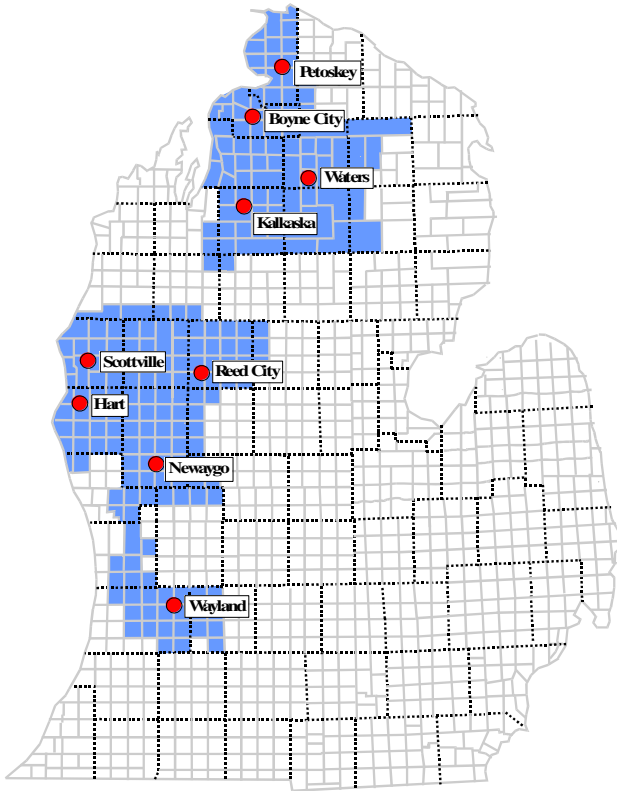 Petoskey
Boyne City
Waters
Kalkaska
Scottville
Reed City
Hart
Newaygo
Wayland